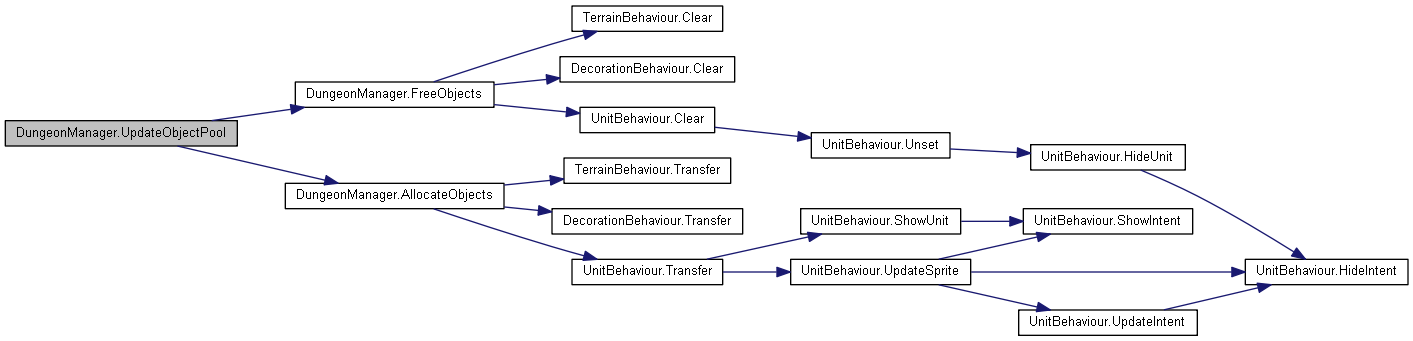 TerrainBehaviour.Clear
DecorationBehaviour.Clear
DungeonManager.FreeObjects
UnitBehaviour.Clear
DungeonManager.UpdateObjectPool
UnitBehaviour.Unset
UnitBehaviour.HideUnit
TerrainBehaviour.Transfer
DungeonManager.AllocateObjects
DecorationBehaviour.Transfer
UnitBehaviour.ShowUnit
UnitBehaviour.ShowIntent
UnitBehaviour.Transfer
UnitBehaviour.UpdateSprite
UnitBehaviour.HideIntent
UnitBehaviour.UpdateIntent